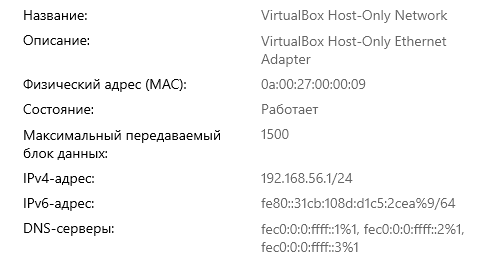 Название: VirtualBox Host-Only Network
Описание: VirtualBox Host-Only Ethernet
Adapter
Физический адрес (MAC): 0a:00:27:00:00:09
Состояние: Работает
Максимальный передаваемый 1500
блок данных:
IPv4-адрес: 192.168.56.1/24
IPv6-адрес: fe80::31cb:108d:d1c5:2cea%9/64
DNS-серверы: fec0:0:0:ffff::1%1, fec0:0:0:ffff::2%1,
fec0:0:0:ffff::3%1